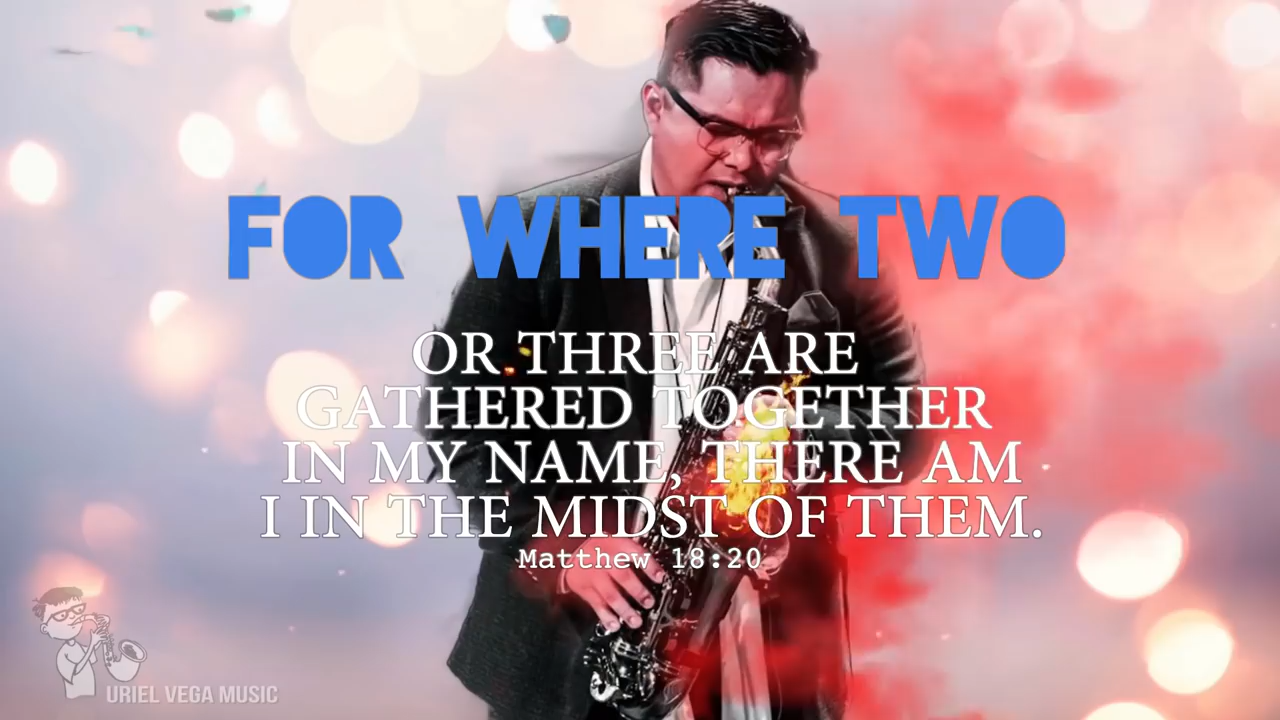 FOR WHERE TWO
OR THREE ARE
GATHERED TOGETHER
IN MY NAME, THERE AM
I IN THE MIDST OF THEM.
Matthew 18:20
URIEL VEGA MUSIC